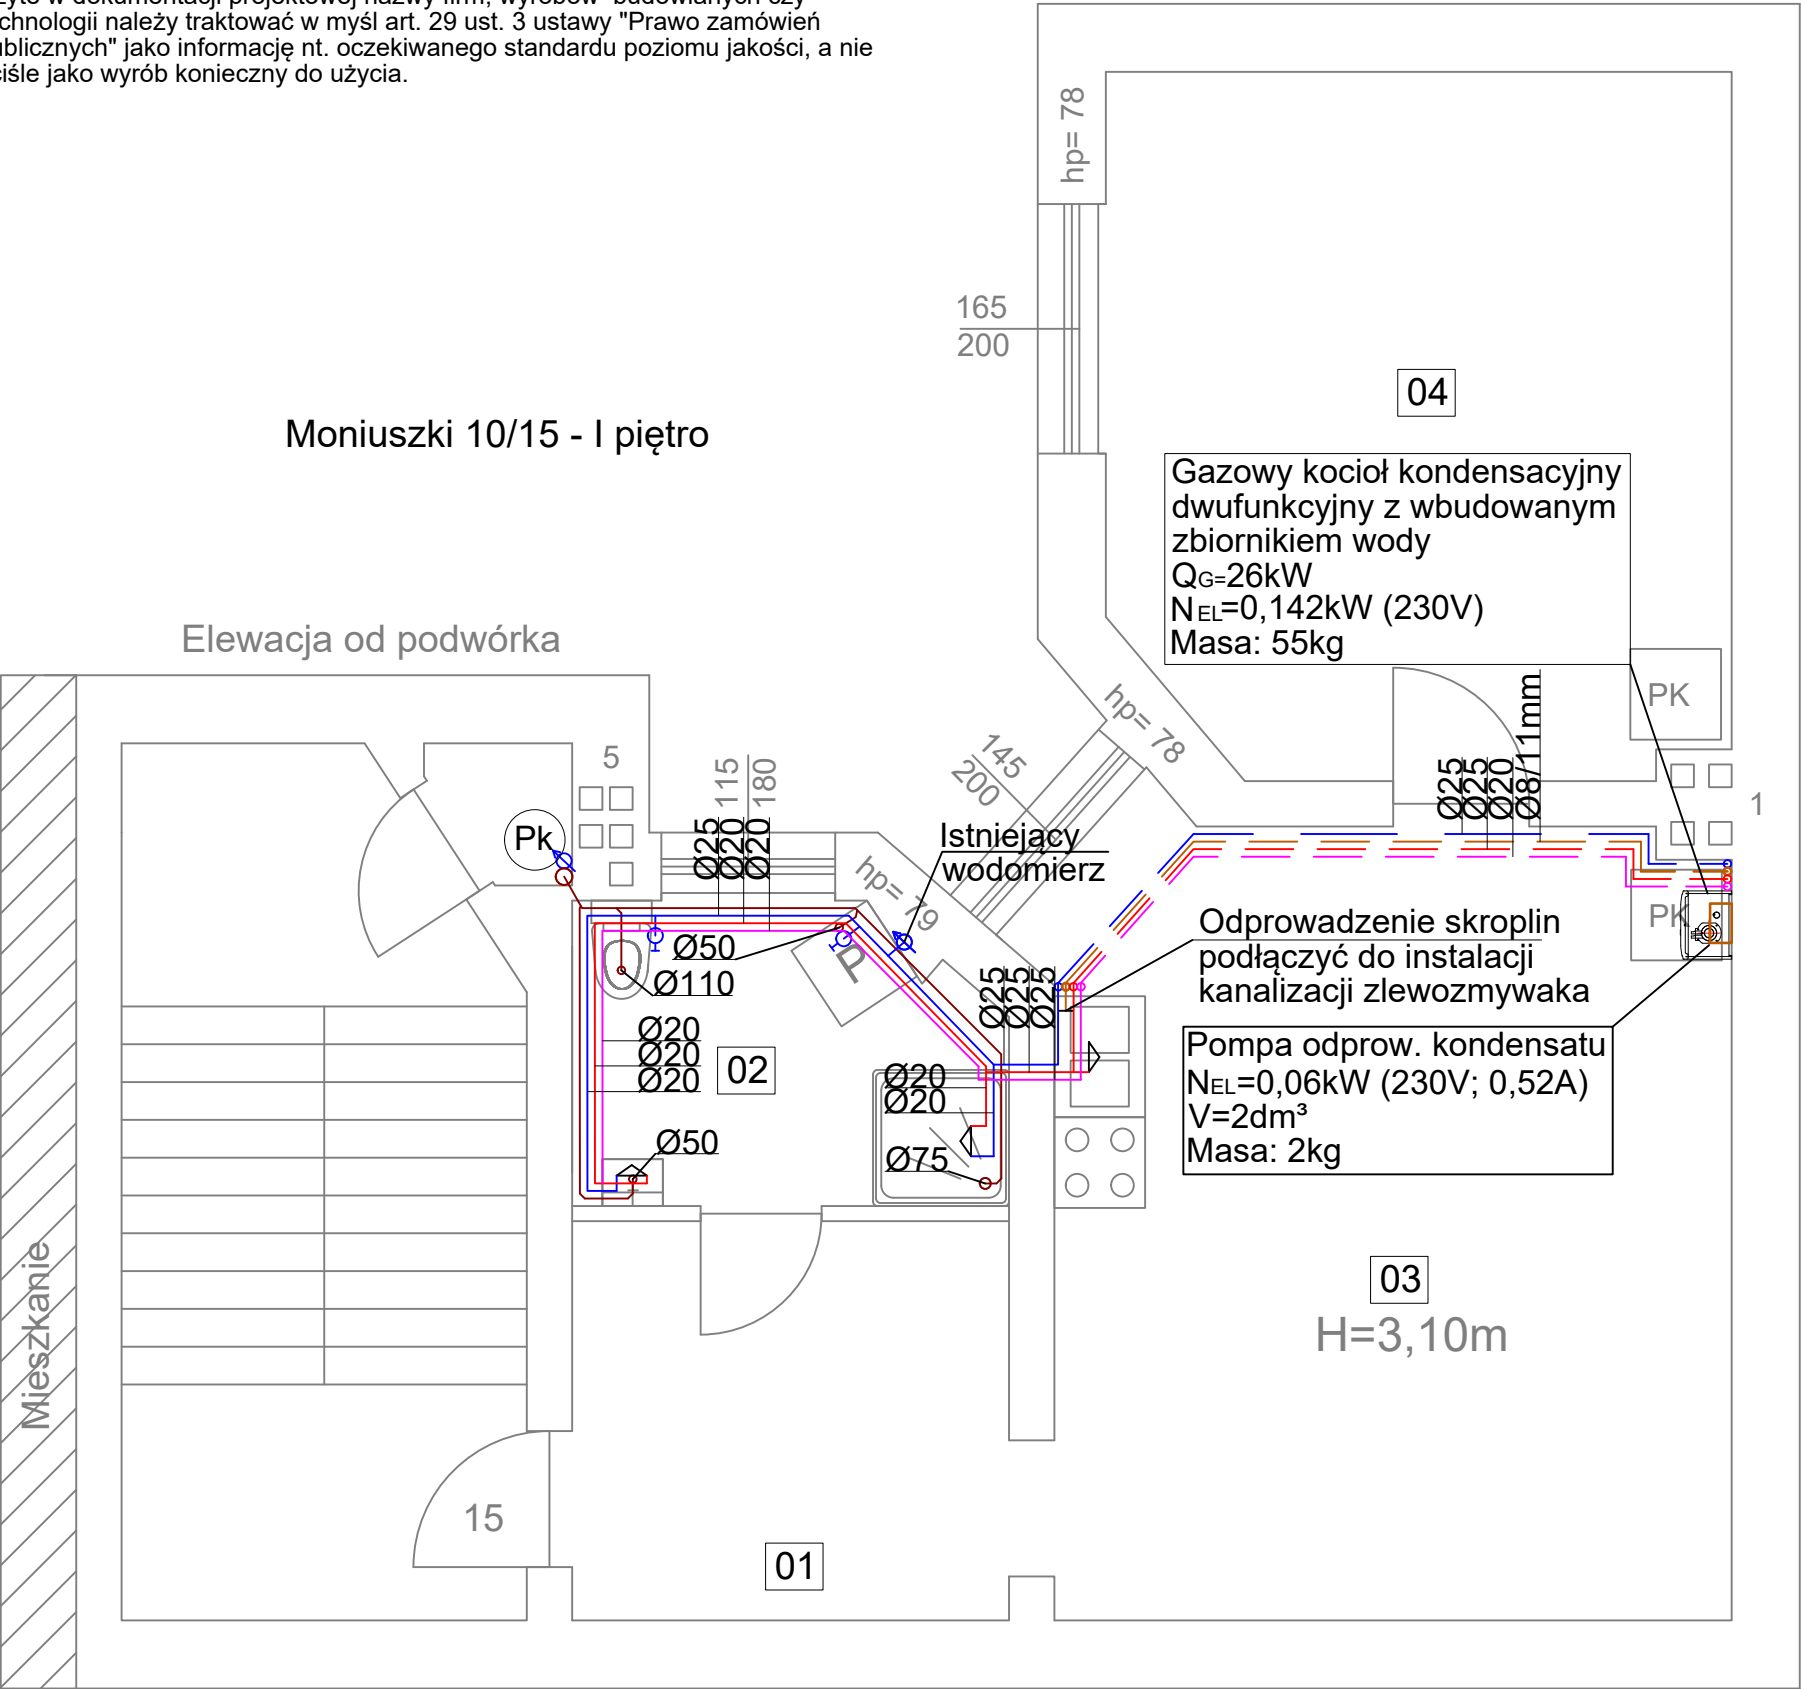 technologii należy traktować w myśl art. 29 ust. 3 ustawy "Prawo zamówień
publicznych" jako informację nt. oczekiwanego standardu poziomu jakości, a nie
ściśle jako wyrób konieczny do użycia.
hp= 78
165
200
04
Moniuszki 10/15 - I piętro
Gazowy kocioł kondensacyjny
dwufunkcyjny z wbudowanym
zbiornikiem wody
QG=26kW
NEL=0,142kW (230V)
Masa: 55kg
Elewacja od podwórka
PK
hp= 78
145
200
5
115
180
Ø25
Ø20
Ø20
Ø25
Ø25
Ø20
Ø8/11mm
1
Pk
Istniejący
wodomierz
hp= 79
PK
Odprowadzenie skroplin
podłączyć do instalacji
kanalizacji zlewozmywaka
Ø50
P
Ø110
Ø25
Ø25
Ø25
Ø20
Ø20
Ø20
02
Ø20
Ø20
Pompa odprow. kondensatu
NEL=0,06kW (230V; 0,52A)
V=2dm³
Masa: 2kg
Ø50
Ø75
03
H=3,10m
Mieszkanie
15
01